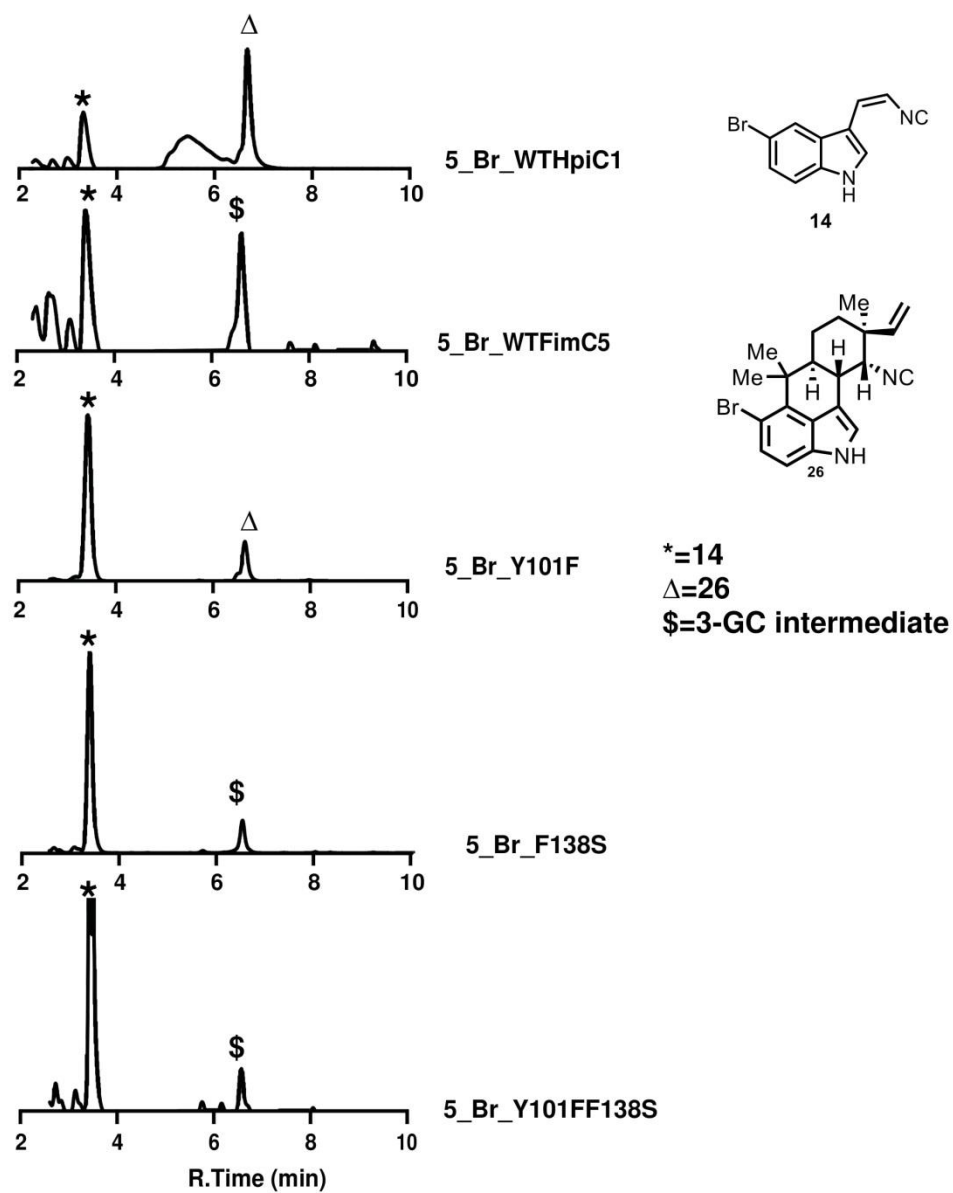 Δ
*
5_Br_WTHpiC1
2 4 6 8 10
*
$
5_Br_WTFimC5
2 4 6 8 10
*
Δ
5_Br_Y101F
2 4 6 8 10
*
$
5_Br_F138S
2 4 6 8 10
*
$
5_Br_Y101FF138S
2 4 6 8 10
R.Time (min)
Br
NC
N
H
14
Me
Me
H
Me
NC
H
H
Br
NH
26
*=14
Δ=26
$=3-GC intermediate